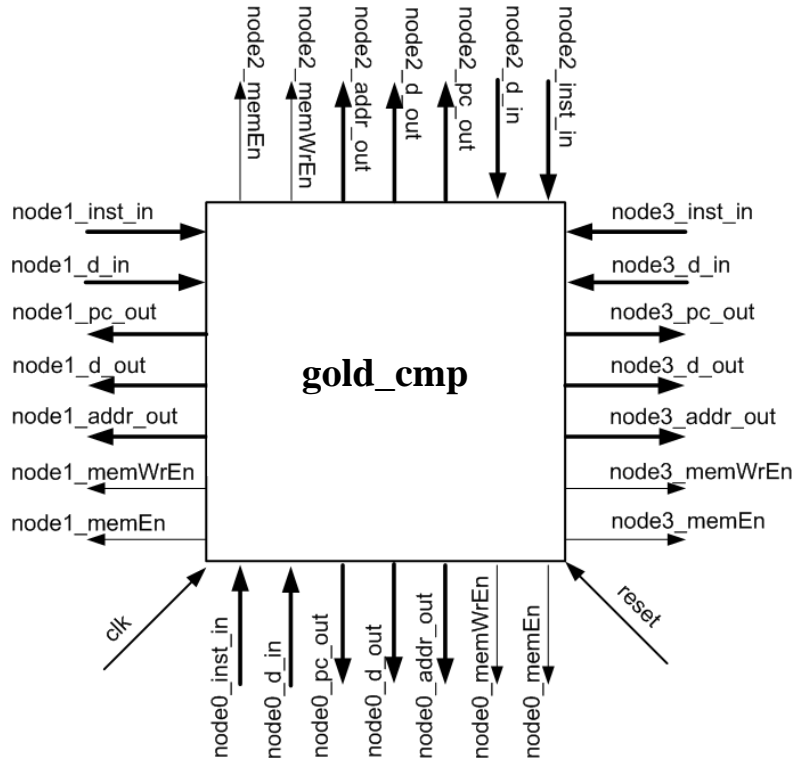 node2_memEn
node2_memWrEn
node2_addr_out
node2_d_out
node2_pc_out
node2_d_in
node2_inst_in
node1_inst_in
node3_inst_in
node1_d_in
node3_d_in
node1_pc_out
node3_pc_out
gold_cmp
node1_d_out
node3_d_out
node1_addr_out
node3_addr_out
node1_memWrEn
node3_memWrEn
node1_memEn
node3_memEn
clk
reset
node0_inst_in
node0_d_in
node0_pc_out
node0_d_out
node0_addr_out
node0_memWrEn
node0_memEn